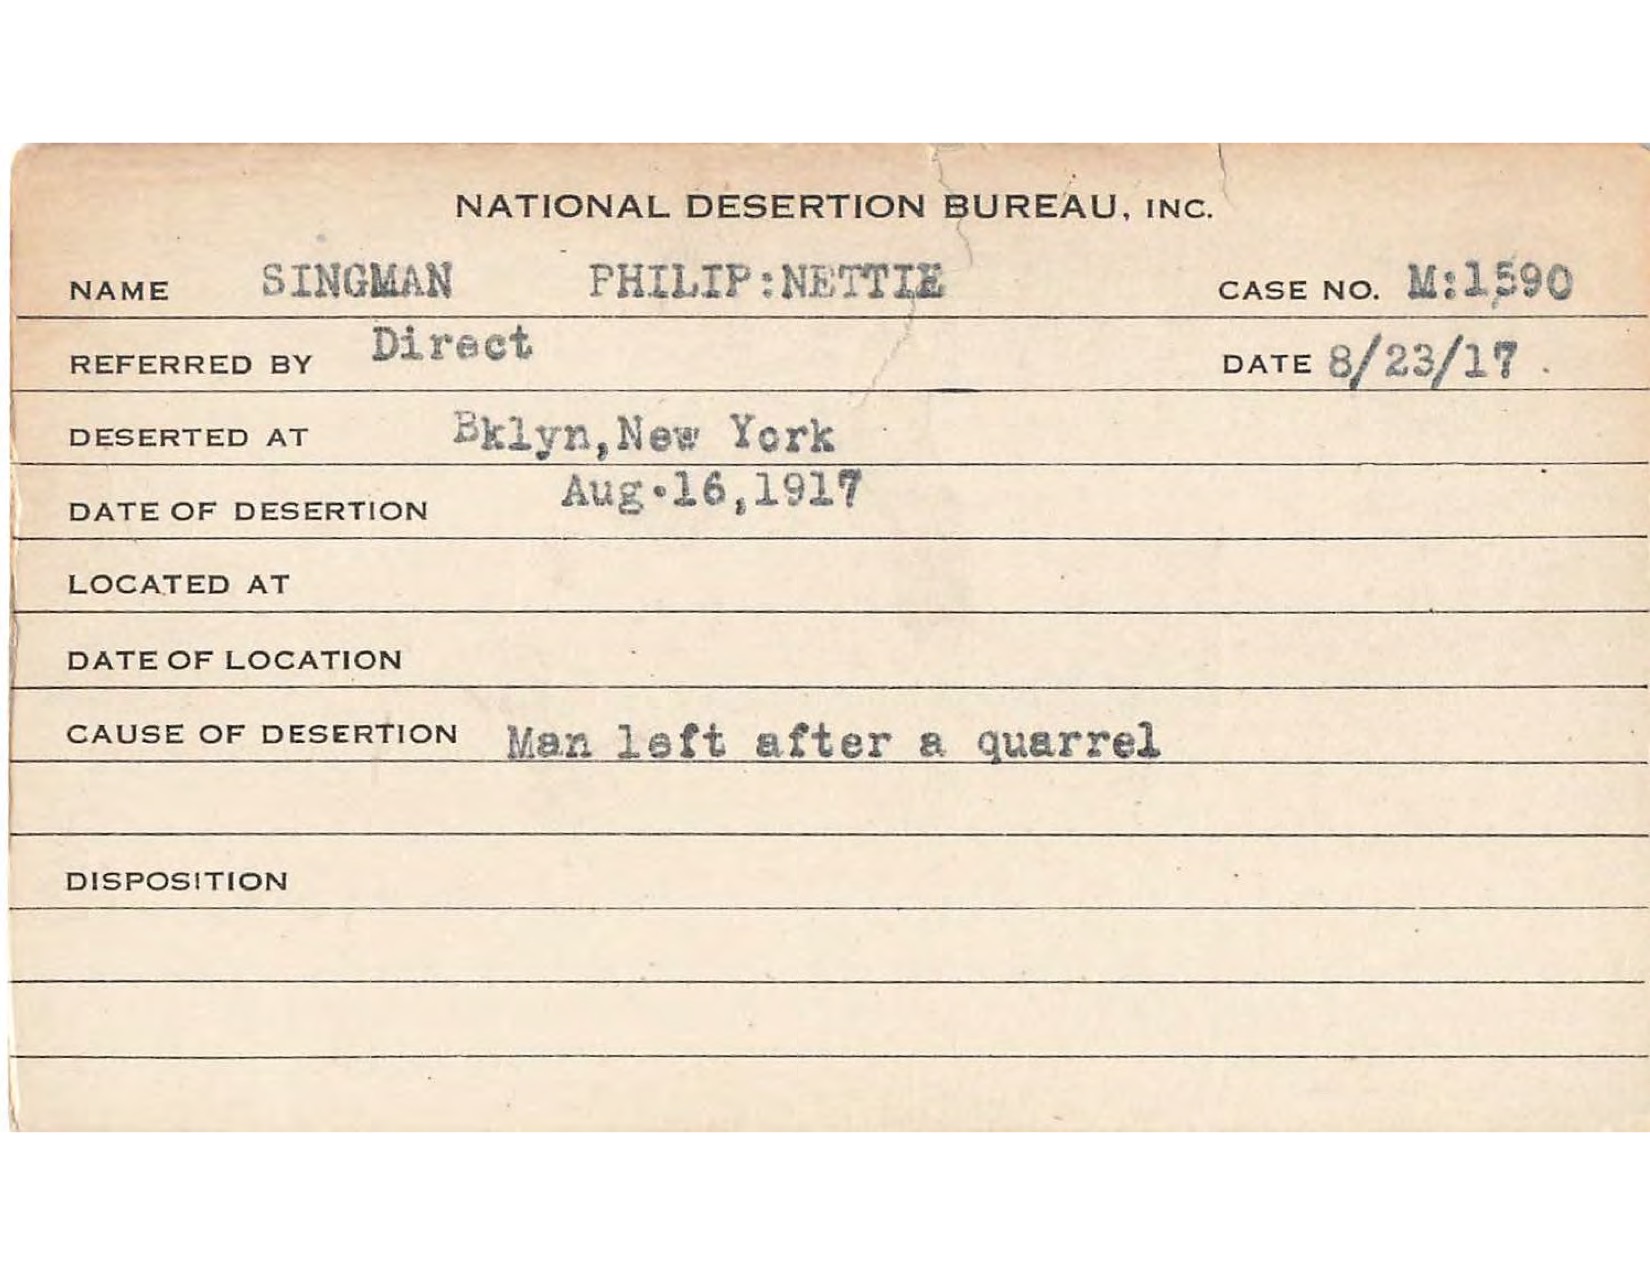 NATIONAL DESERTION BUREAU, INC.
NAME SINGMAN PHILIP:NETTIE CASE NO. M:1590
REFERRED BY Direct DATE 8/23/17
DESERTED AT Bklyn,New York
DATE OF DESERTION Aug.16,1917
LOCATED AT
DATE OF LOCATION
CAUSE OF DESERTION Man left after a quarrel
DISPOSITION